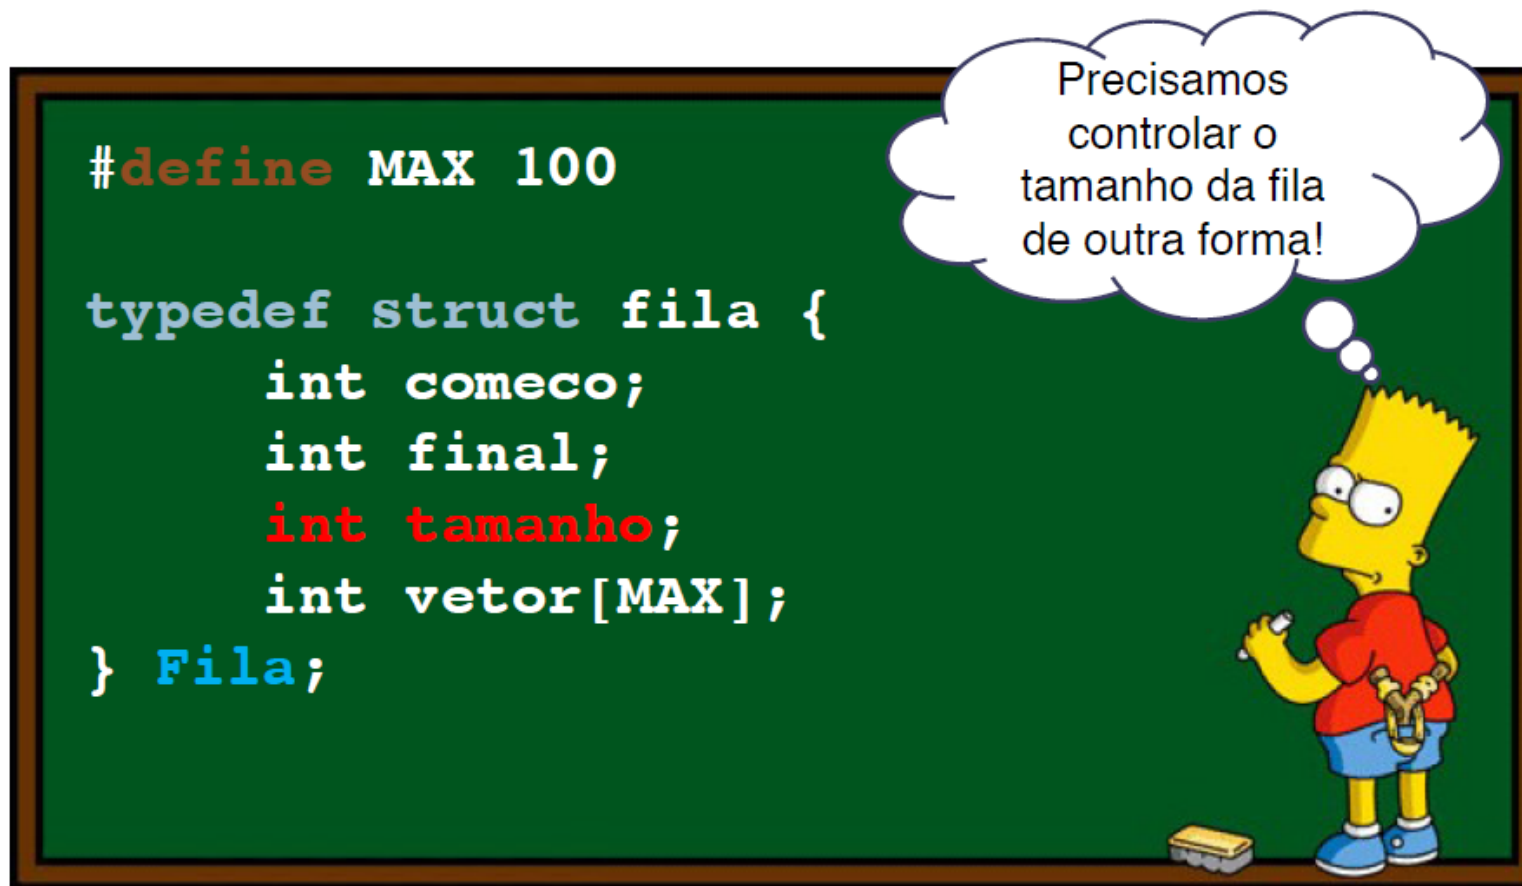 Precisamos
controlar o
tamanho da fila
de outra forma!
#define MAX 100
typedef struct fila {
int comeco;
int final;
int tamanho;
int vetor[MAX];
} Fila;